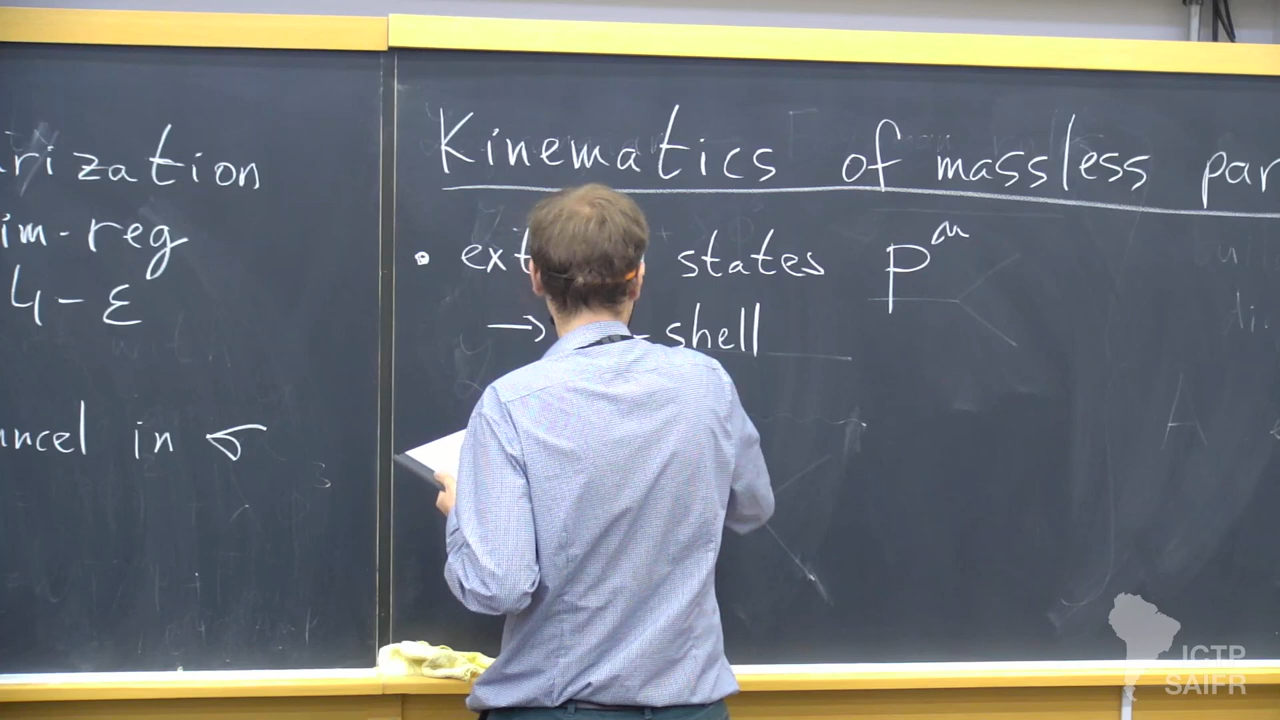 rization
im-reg
4-ε
ncel in σ
Kinematics of massless par
• ext states p^μ
→ -shell
A
ICTP
SAIFR